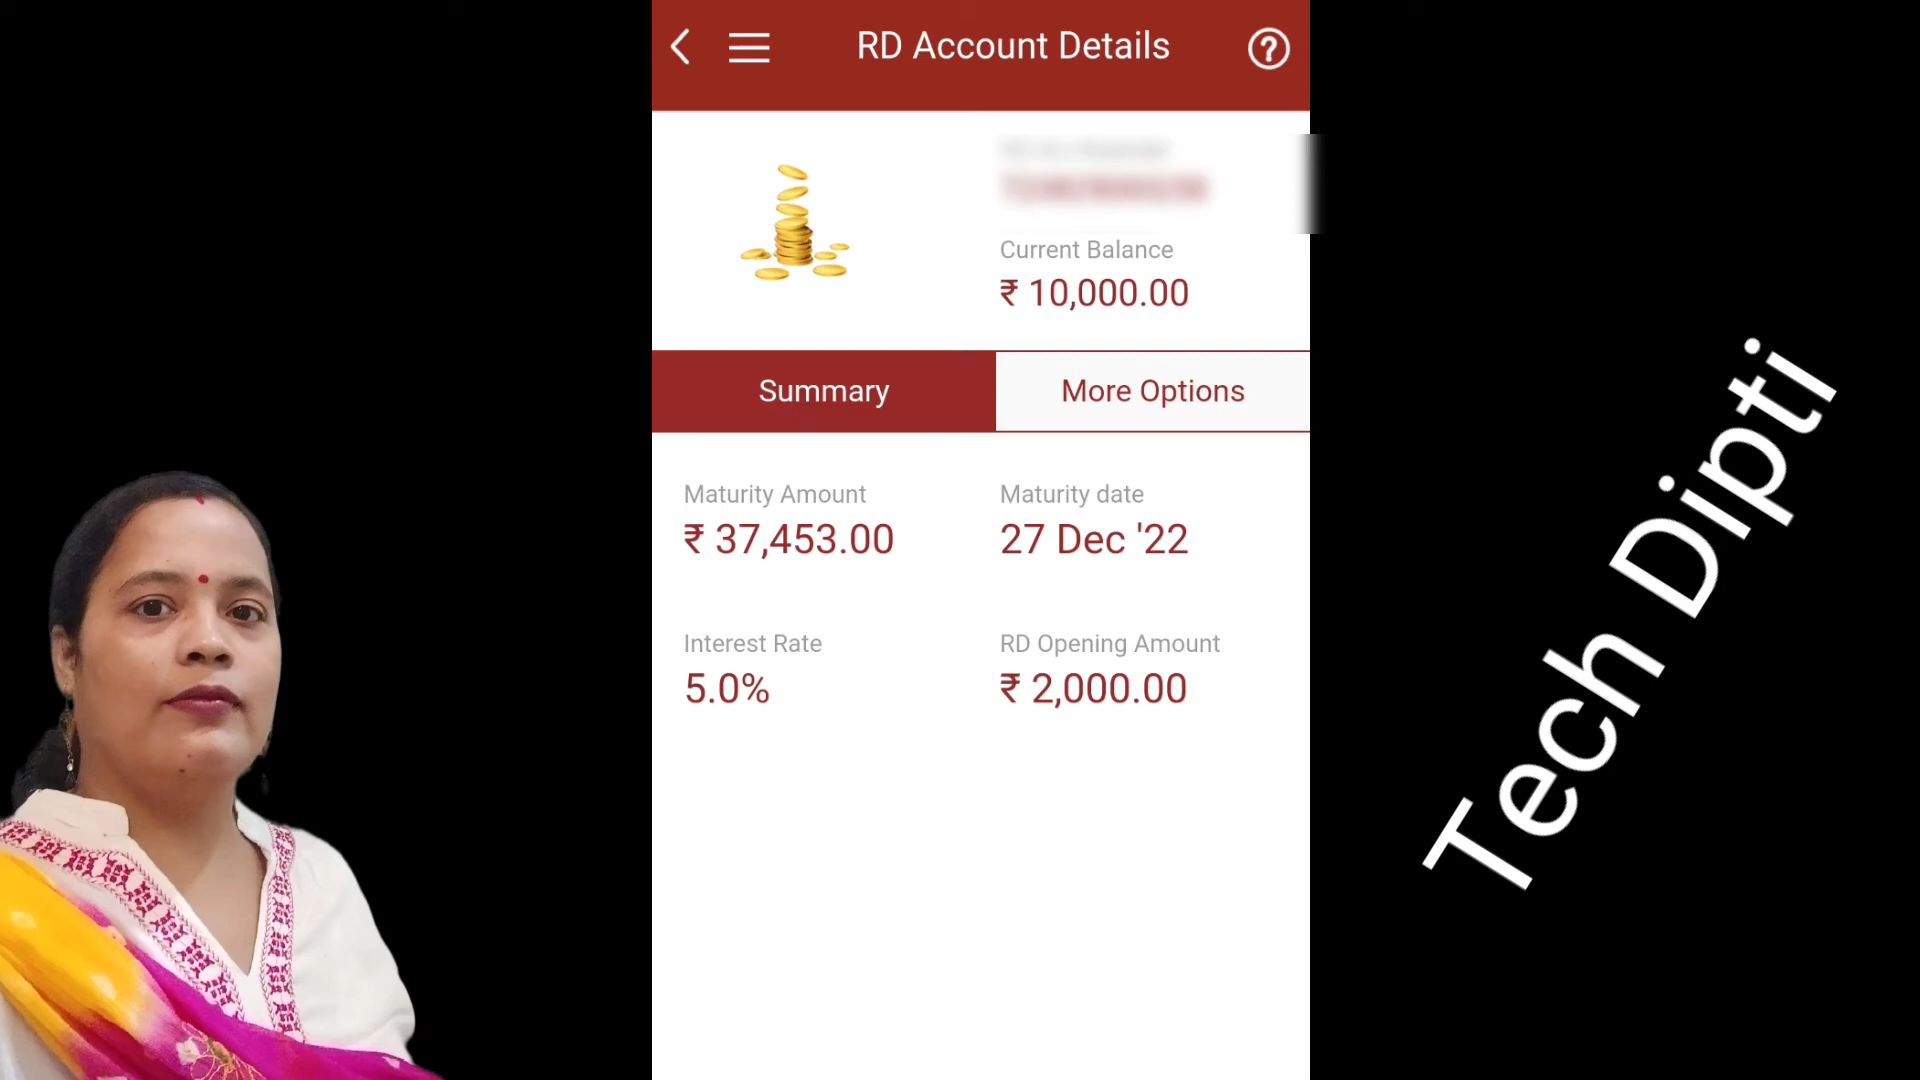 RD Account Details
Current Balance
₹ 10,000.00
Summary
More Options
Maturity Amount
₹ 37,453.00
Maturity date
27 Dec '22
Interest Rate
5.0%
RD Opening Amount
₹ 2,000.00
Tech Dipti